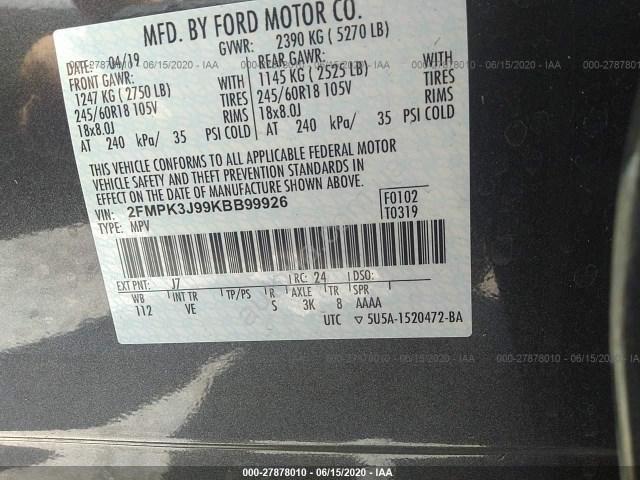 MFD. BY FORD MOTOR CO.
DATE: 04/19 GVWR: 2390 KG ( 5270 LB)
FRONT GAWR: REAR GAWR:
1247 KG ( 2750 LB) WITH 1145 KG ( 2525 LB) WITH
245/60R18 105V TIRES 245/60R18 105V TIRES
18x8.0J RIMS 18x8.0J RIMS
AT 240 kPa/ 35 PSI COLD AT 240 kPa/ 35 PSI COLD
THIS VEHICLE CONFORMS TO ALL APPLICABLE FEDERAL MOTOR
VEHICLE SAFETY AND THEFT PREVENTION STANDARDS IN
EFFECT ON THE DATE OF MANUFACTURE SHOWN ABOVE.
VIN: 2FMPK3J99KBB99926 F0102
TYPE: MPV T0319
EXT PNT: J7 RC: 24 DSO:
WB INT TR TP/PS R AXLE TR SPR
112 VE S 3K 8 AAAA
UTC ▽ 5U5A-1520472-BA
000-27878010 - 06/15/2020 - IAA
000-27878010 - 06/15/2020 - IAA
000-27878010 - 06/15/2020 - IAA
000-27878010 - 06/15/2020 - IAA
000-27878010 - 06/15/2020 - IAA